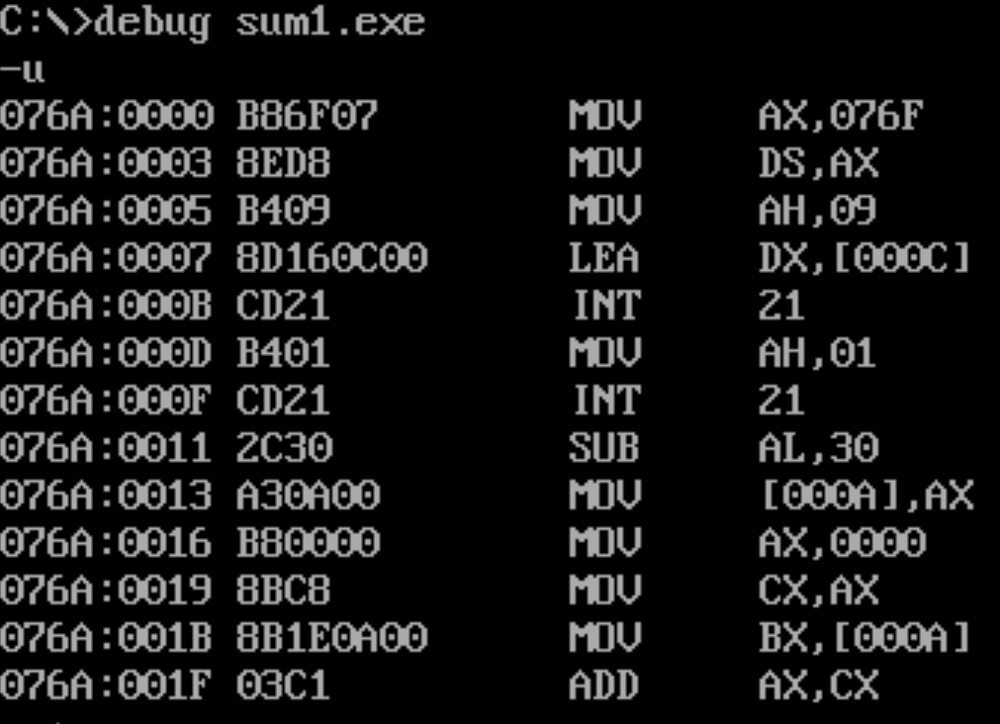 C:\>debug sum1.exe
-u
076A:0000 B86F07 MOV AX,076F
076A:0003 8ED8 MOV DS,AX
076A:0005 B409 MOV AH,09
076A:0007 8D160C00 LEA DX,[000C]
076A:000B CD21 INT 21
076A:000D B401 MOV AH,01
076A:000F CD21 INT 21
076A:0011 2C30 SUB AL,30
076A:0013 A30A00 MOV [000A],AX
076A:0016 B80000 MOV AX,0000
076A:0019 8BC8 MOV CX,AX
076A:001B 8B1E0A00 MOV BX,[000A]
076A:001F 03C1 ADD AX,CX